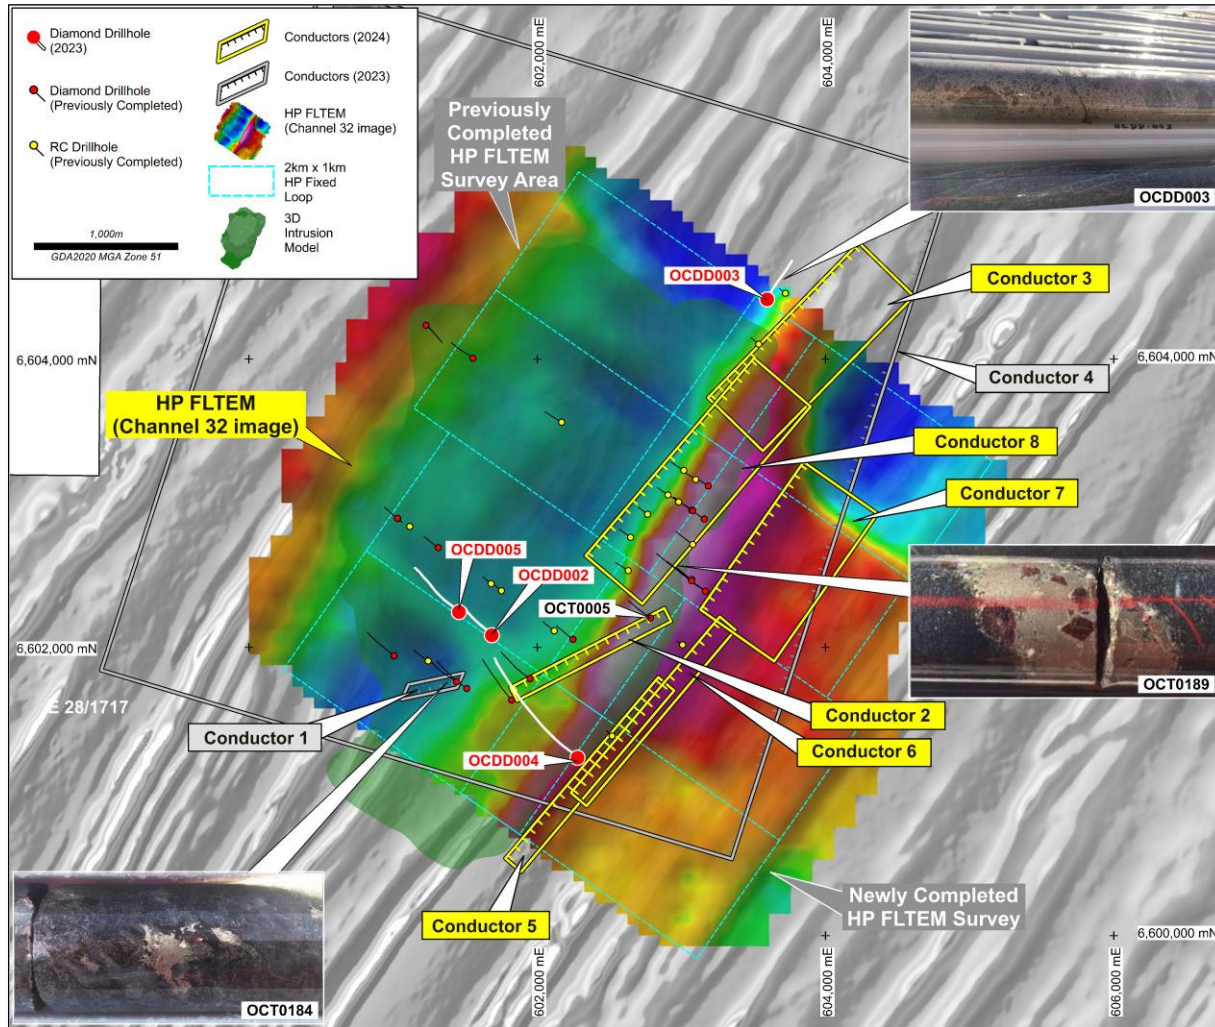 Diamond Drillhole
(2023)
Diamond Drillhole
(Previously Completed)
RC Drillhole
(Previously Completed)
1,000m
GDA2020 MGA Zone 51
Conductors (2024)
Conductors (2023)
HP FLTEM
(Channel 32 image)
2km x 1km
HP Fixed
Loop
3D
Intrusion
Model
602,000 mE
604,000 mE
OCDD003
Previously
Completed
HP FLTEM
Survey Area
OCDD003
Conductor 3
6,604,000 mN
6,604,000 mN
Conductor 4
HP FLTEM
(Channel 32 image)
Conductor 8
Conductor 7
OCDD005
OCDD002
OCT0005
6,602,000 mN
OCT0189
E 28/1717
Conductor 1
Conductor 2
Conductor 6
OCDD004
Conductor 5
Newly Completed
HP FLTEM Survey
6,600,000 mN
OCT0184
602,000 mE
604,000 mE
606,000 mE